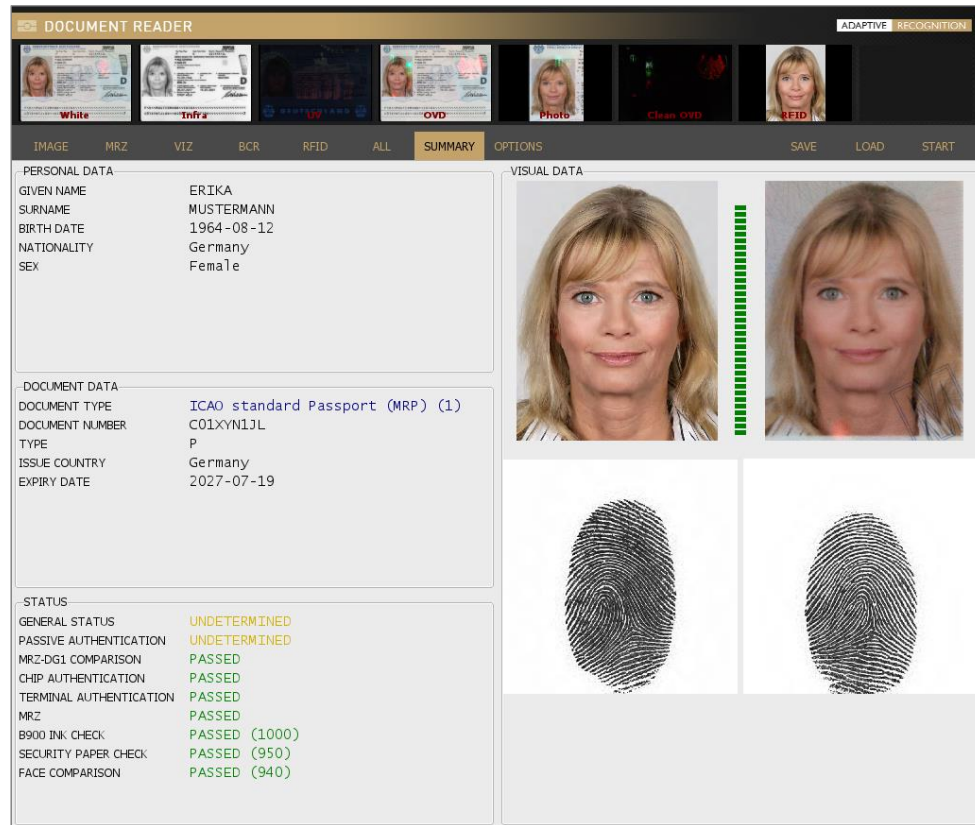 DOCUMENT READER
ADAPTIVE RECOGNITION
White
Infra
UV
OVD
Photo
Clean OVD
RFID
IMAGE MRZ VIZ BCR RFID ALL SUMMARY OPTIONS SAVE LOAD START
PERSONAL DATA
GIVEN NAME ERIKA
SURNAME MUSTERMANN
BIRTH DATE 1964-08-12
NATIONALITY Germany
SEX Female
DOCUMENT DATA
DOCUMENT TYPE ICAO standard Passport (MRP) (1)
DOCUMENT NUMBER C01XYN1JL
TYPE P
ISSUE COUNTRY Germany
EXPIRY DATE 2027-07-19
STATUS
GENERAL STATUS UNDETERMINED
PASSIVE AUTHENTICATION UNDETERMINED
MRZ-DG1 COMPARISON PASSED
CHIP AUTHENTICATION PASSED
TERMINAL AUTHENTICATION PASSED
MRZ PASSED
B900 INK CHECK PASSED (1000)
SECURITY PAPER CHECK PASSED (950)
FACE COMPARISON PASSED (940)
VISUAL DATA